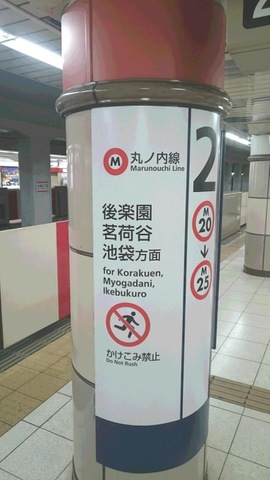 M 丸ノ内線
Marunouchi Line
2
後楽園
茗荷谷
池袋方面
for Korakuen,
Myogadani,
Ikebukuro
M
20
M
25
かけこみ禁止
Do Not Rush